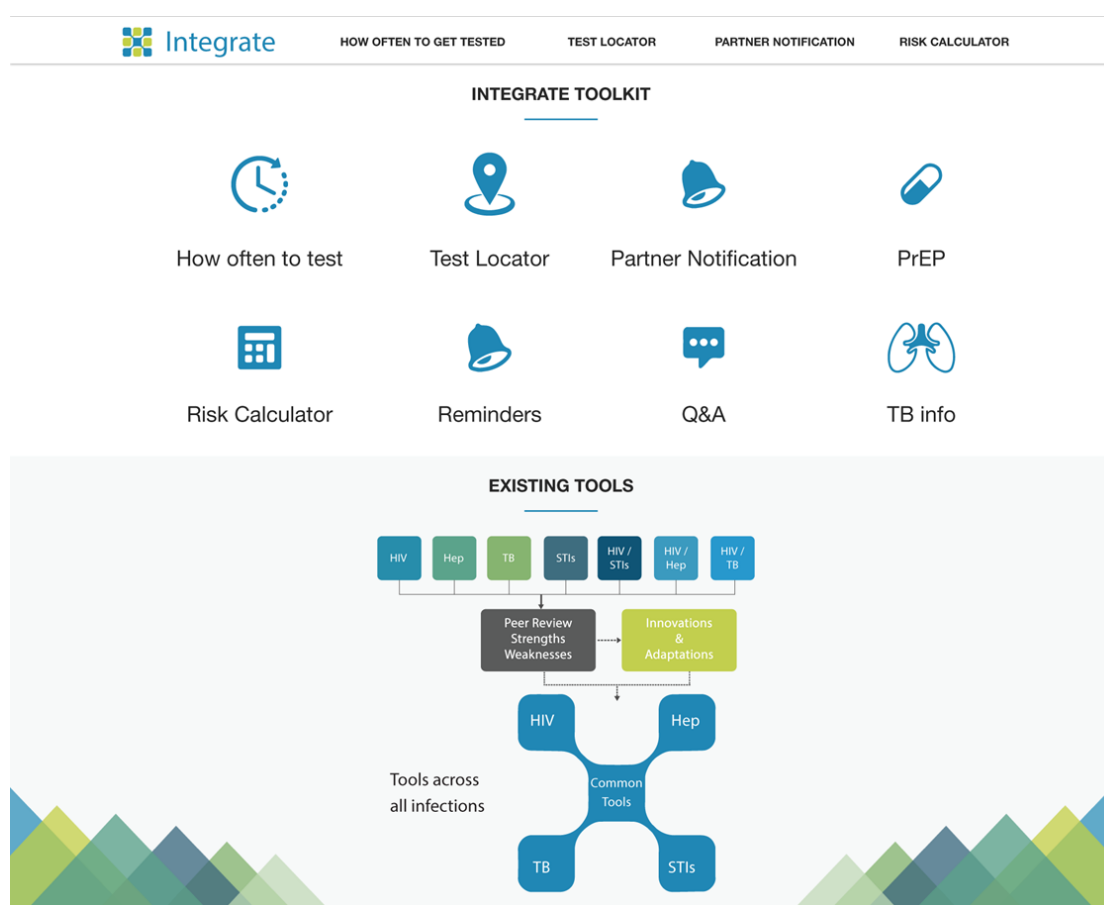 Integrate
HOW OFTEN TO GET TESTED
TEST LOCATOR
PARTNER NOTIFICATION
RISK CALCULATOR
INTEGRATE TOOLKIT
How often to test
Test Locator
Partner Notification
PrEP
Risk Calculator
Reminders
Q&A
TB info
EXISTING TOOLS
HIV
Hep
TB
STIs
HIV /
STIs
HIV /
Hep
HIV /
TB
Peer Review
Strengths
Weaknesses
Innovations
&
Adaptations
HIV
Hep
Tools across
all infections
Common
Tools
TB
STIs